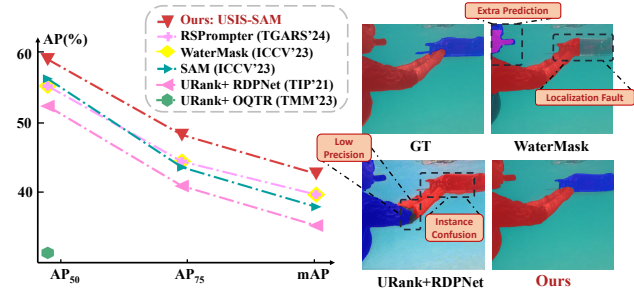 AP(%)
60
50
40
AP50
AP75
mAP
Ours: USIS-SAM
RSPrompter (TGARS'24)
WaterMask (ICCV'23)
SAM (ICCV'23)
URank+ RDPNet (TIP'21)
URank+ OQTR (TMM'23)
Extra Prediction
Localization Fault
GT
WaterMask
Low
Precision
Instance
Confusion
URank+RDPNet
Ours